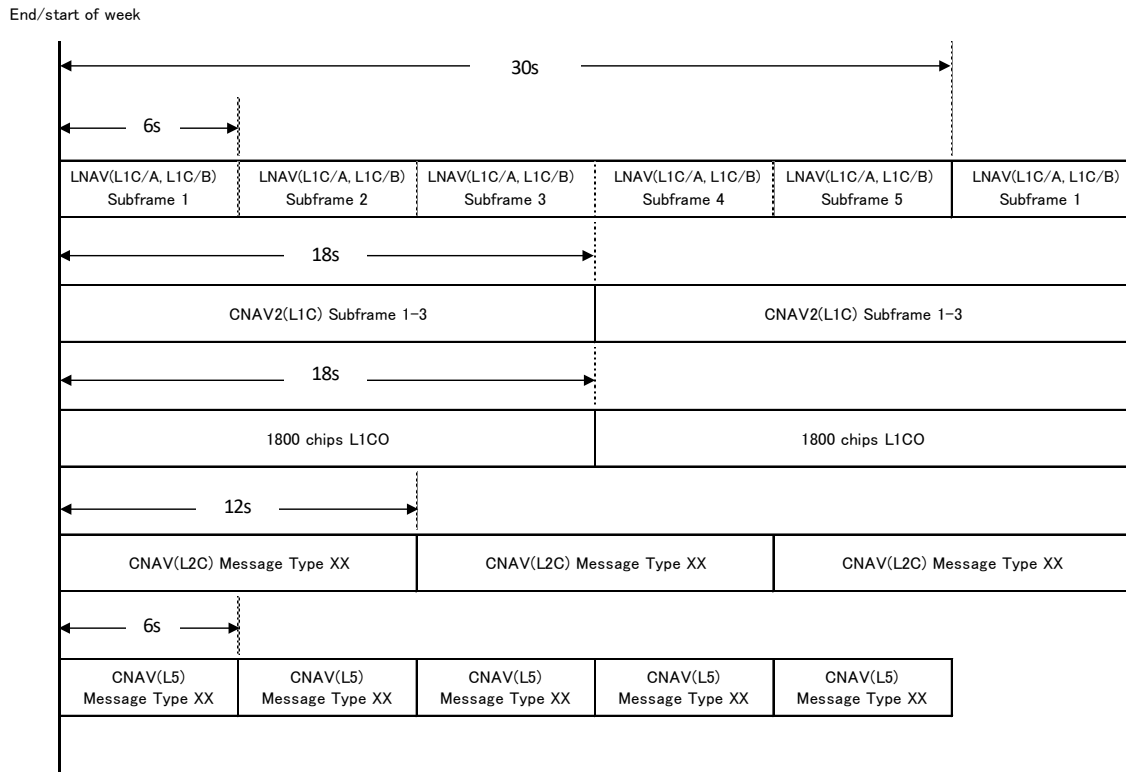 End/start of week
30s
6s
LNAV(L1C/A, L1C/B)
Subframe 1
LNAV(L1C/A, L1C/B)
Subframe 2
LNAV(L1C/A, L1C/B)
Subframe 3
LNAV(L1C/A, L1C/B)
Subframe 4
LNAV(L1C/A, L1C/B)
Subframe 5
LNAV(L1C/A, L1C/B)
Subframe 1
18s
CNAV2(L1C) Subframe 1-3
CNAV2(L1C) Subframe 1-3
18s
1800 chips L1CO
1800 chips L1CO
12s
CNAV(L2C) Message Type XX
CNAV(L2C) Message Type XX
CNAV(L2C) Message Type XX
6s
CNAV(L5)
Message Type XX
CNAV(L5)
Message Type XX
CNAV(L5)
Message Type XX
CNAV(L5)
Message Type XX
CNAV(L5)
Message Type XX